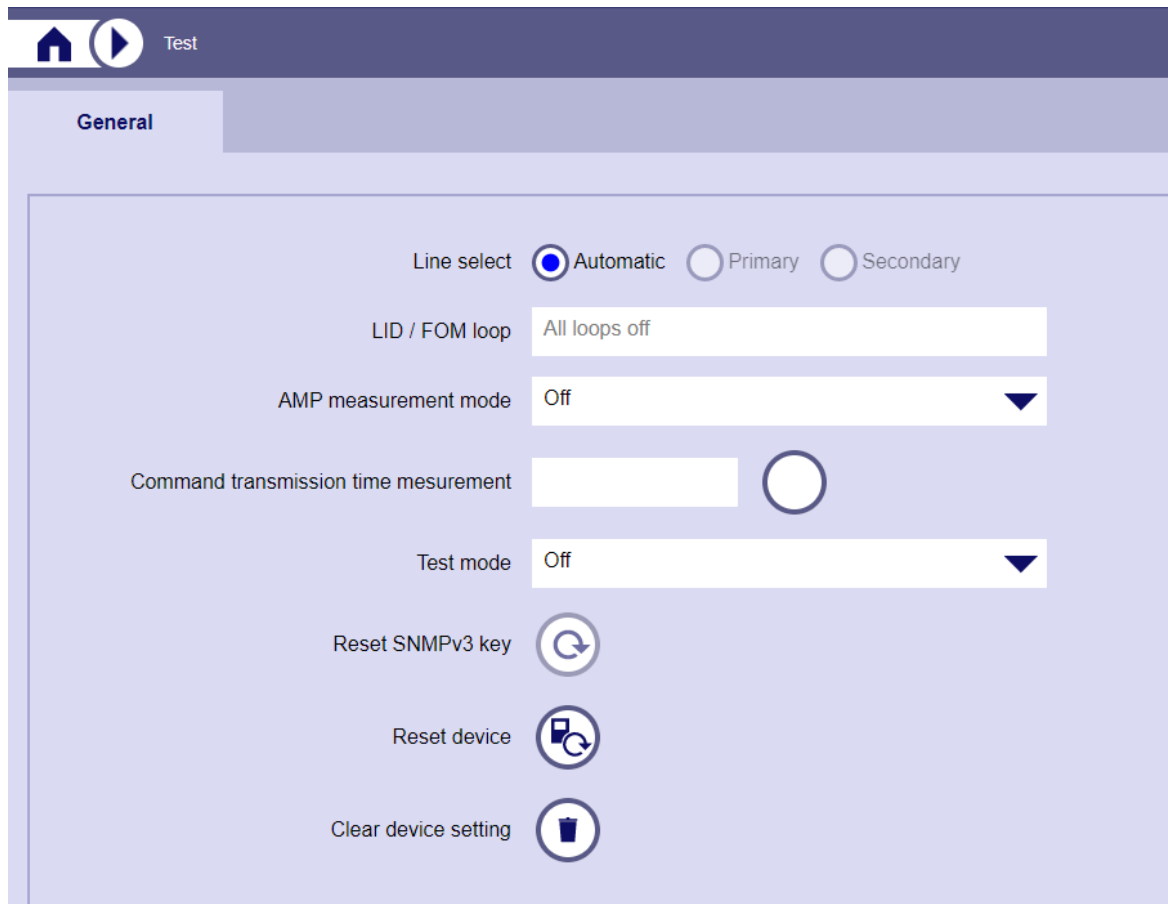 Test
General
Line select Automatic Primary Secondary
LID / FOM loop All loops off
AMP measurement mode Off
Command transmission time mesurement
Test mode Off
Reset SNMPv3 key
Reset device
Clear device setting